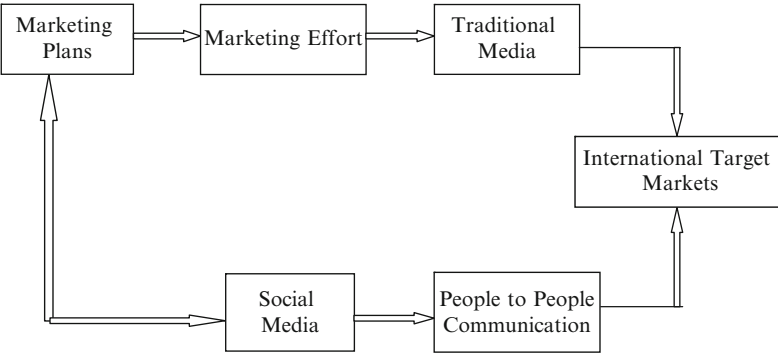 Marketing
Plans
Marketing Effort
Traditional
Media
International Target
Markets
Social
Media
People to People
Communication